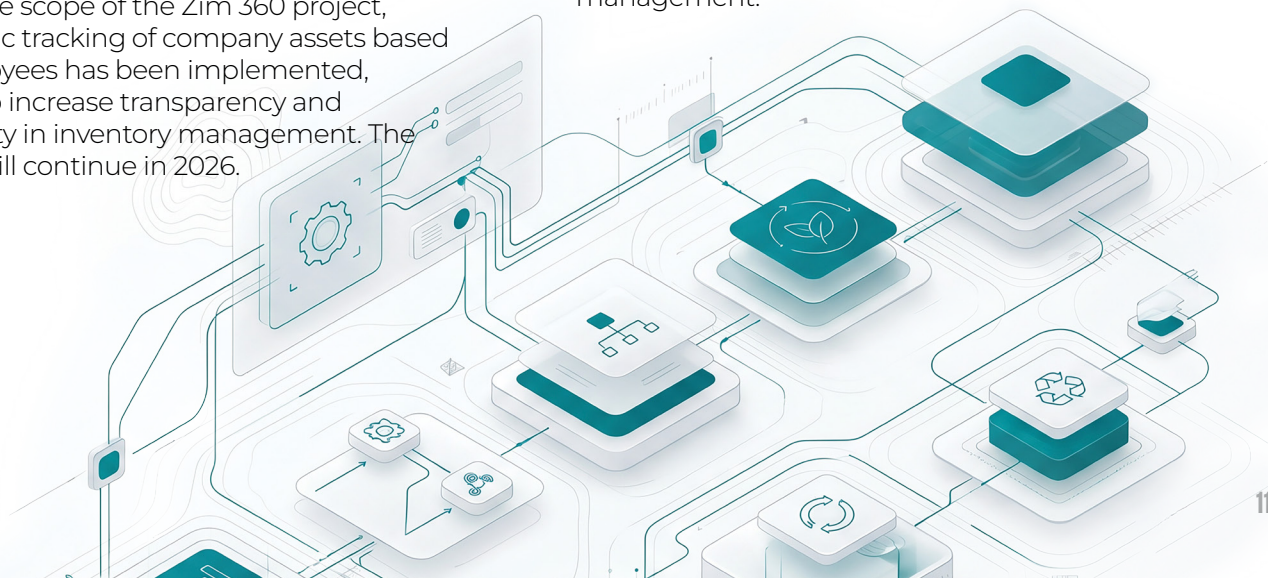 e scope of the Zim 360 project,
c tracking of company assets based
yees has been implemented,
o increase transparency and
ty in inventory management. The
ill continue in 2026.
management.
11